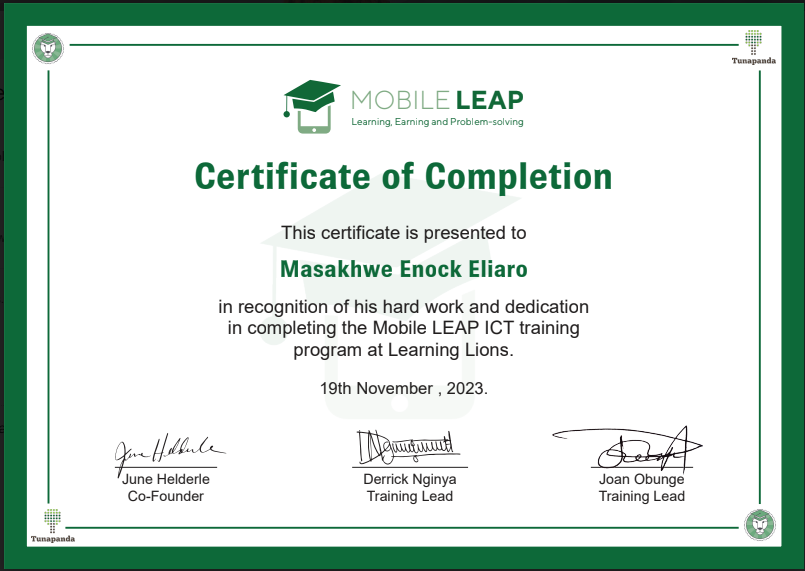 Tunapanda
MOBILE LEAP
Learning, Earning and Problem-solving
Certificate of Completion
This certificate is presented to
Masakhwe Enock Eliaro
in recognition of his hard work and dedication
in completing the Mobile LEAP ICT training
program at Learning Lions.
19th November , 2023.
June Helderle
June Helderle
Co-Founder
Derrick Nginya
Training Lead
Joan Obunge
Training Lead
Tunapanda